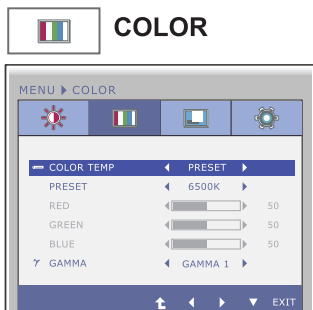 COLOR
MENU COLOR
COLOR TEMP PRESET
PRESET 6500K
RED 50
GREEN 50
BLUE 50
γ GAMMA GAMMA 1
EXIT